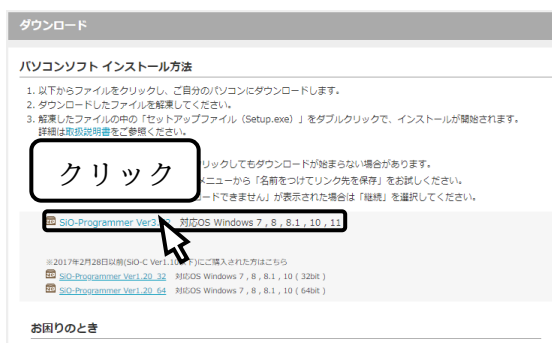 ダウンロード
パソコンソフト インストール方法
1. 以下からファイルをクリックし、ご自分のパソコンにダウンロードします。
2. ダウンロードしたファイルを解凍してください。
3. 解凍したファイルの中の「セットアップファイル（Setup.exe）」をダブルクリックで、インストールが開始されます。
詳細は取扱説明書をご参照ください。
クリック
リックしてもダウンロードが始まらない場合があります。
メニューから「名前をつけてリンク先を保存」をお試しください。
ードできません」が表示された場合は「継続」を選択してください。
SiO-Programmer Ver3. 対応OS Windows 7 , 8 , 8.1 , 10 , 11
※2017年2月28日以前(SiO-C Ver1.10以下)にご購入された方はこちら
SiO-Programmer Ver1.20_32 対応OS Windows 7 , 8 , 8.1 , 10 ( 32bit )
SiO-Programmer Ver1.20_64 対応OS Windows 7 , 8 , 8.1 , 10 ( 64bit )
お困りのとき